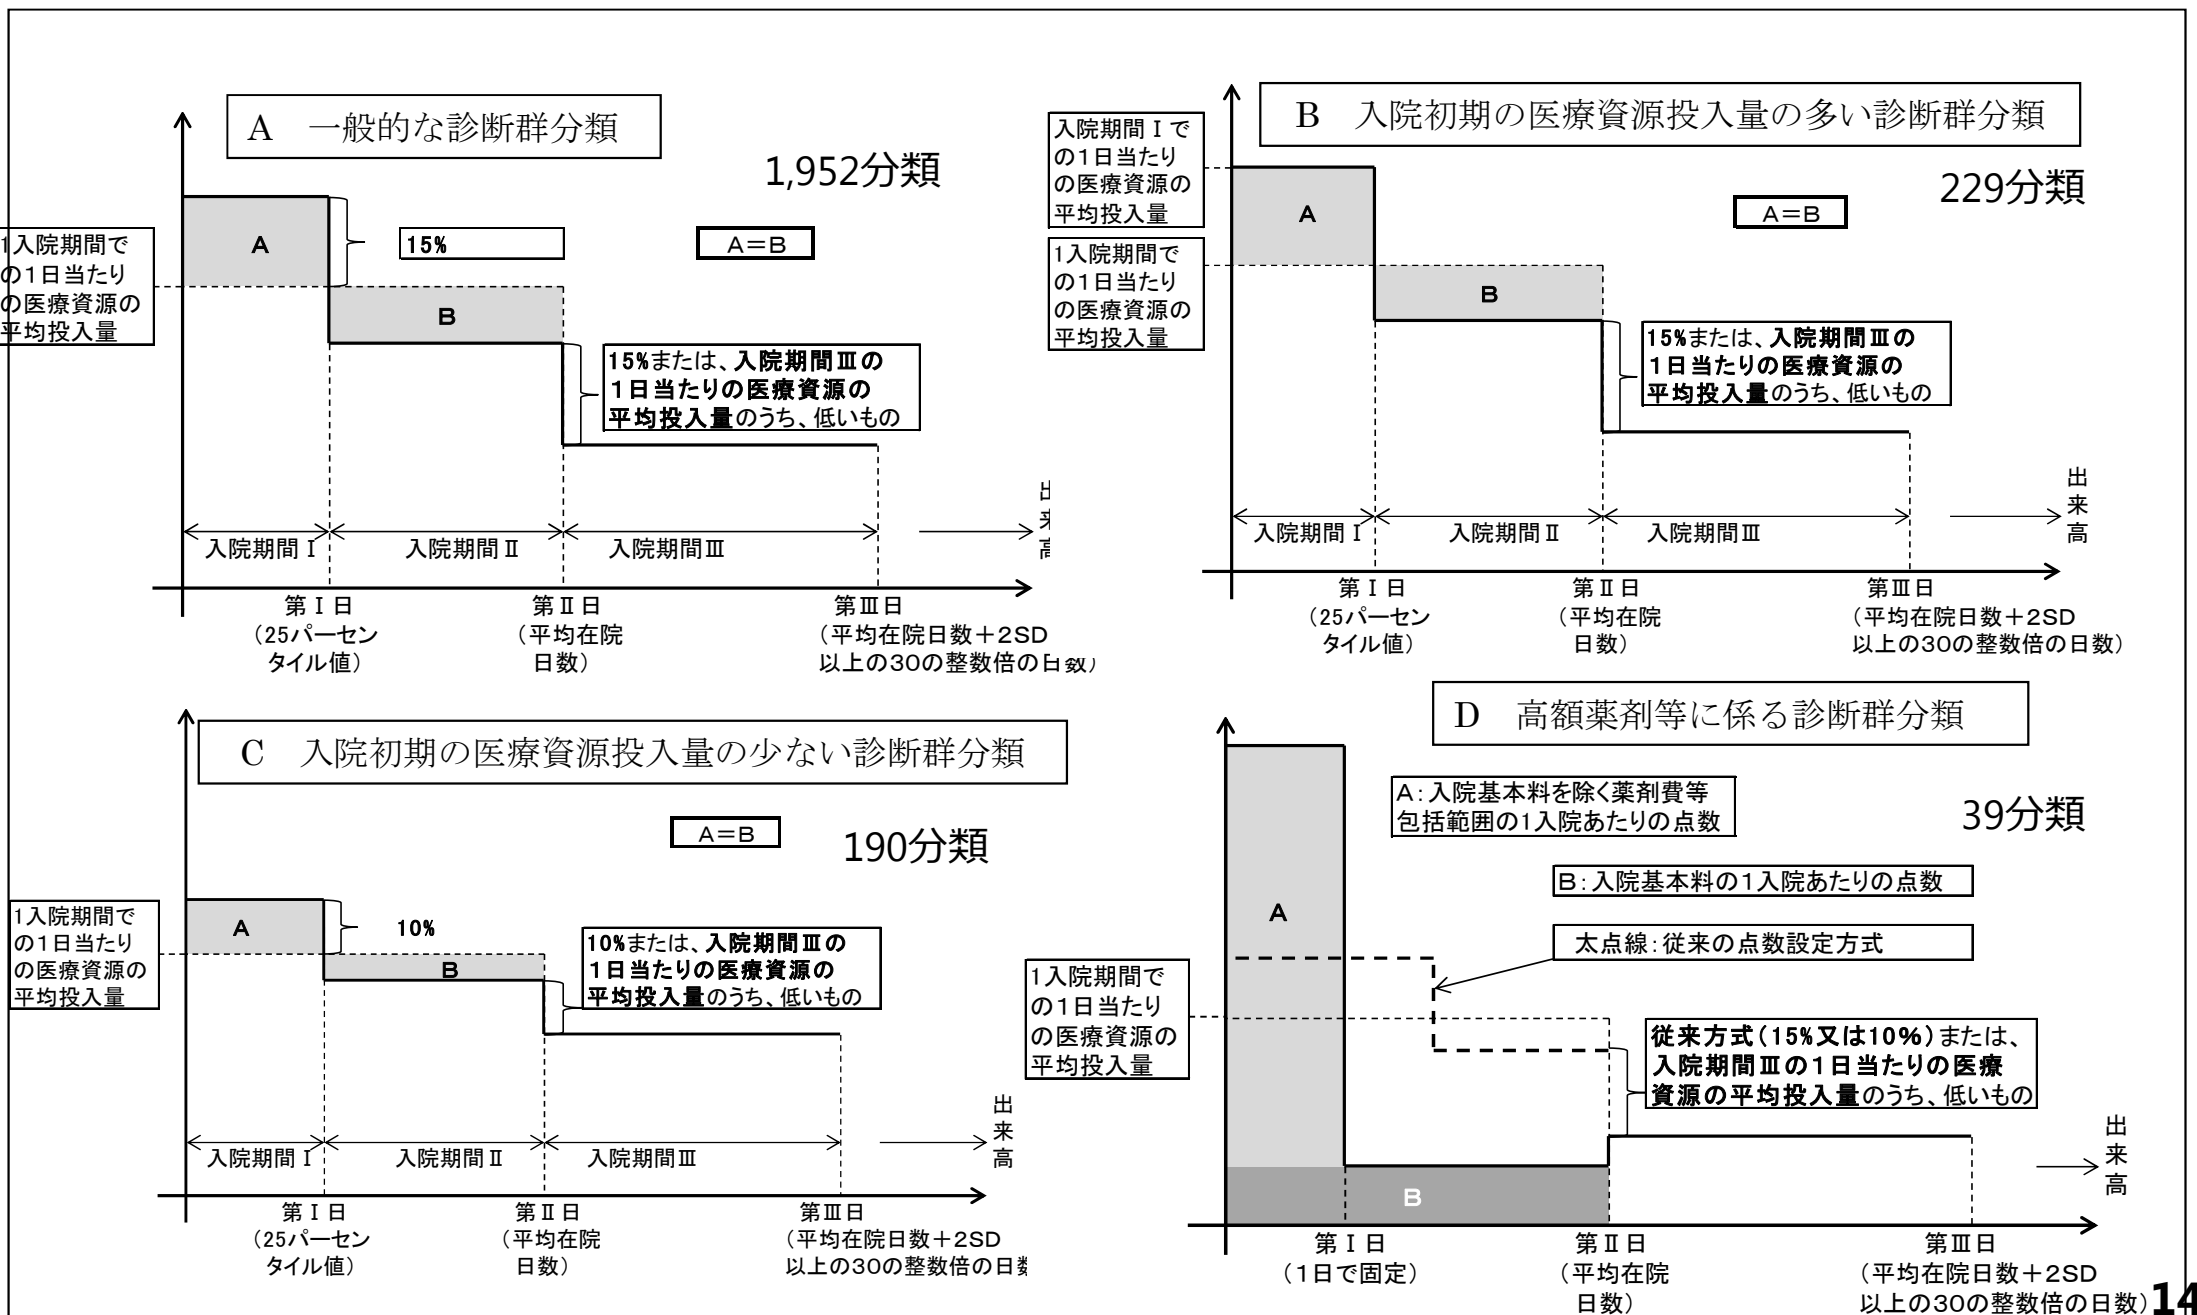 A　一般的な診断群分類
1,952分類
1入院期間で
の1日当たり
の医療資源の
平均投入量
A
15%
A＝B
B
15%または、入院期間Ⅲの
1日当たりの医療資源の
平均投入量のうち、低いもの
出
来
高
入院期間Ⅰ
入院期間Ⅱ
入院期間Ⅲ
第Ⅰ日
（25パーセン
タイル値）
第Ⅱ日
（平均在院
日数）
第Ⅲ日
（平均在院日数＋2SD
以上の30の整数倍の日数）
B　入院初期の医療資源投入量の多い診断群分類
229分類
入院期間Ⅰで
の1日当たり
の医療資源の
平均投入量
1入院期間で
の1日当たり
の医療資源の
平均投入量
A
A＝B
B
15%または、入院期間Ⅲの
1日当たりの医療資源の
平均投入量のうち、低いもの
出
来
高
入院期間Ⅰ
入院期間Ⅱ
入院期間Ⅲ
第Ⅰ日
（25パーセン
タイル値）
第Ⅱ日
（平均在院
日数）
第Ⅲ日
（平均在院日数＋2SD
以上の30の整数倍の日数）
C　入院初期の医療資源投入量の少ない診断群分類
A＝B
190分類
1入院期間で
の1日当たり
の医療資源の
平均投入量
A
10%
B
10%または、入院期間Ⅲの
1日当たりの医療資源の
平均投入量のうち、低いもの
出
来
高
入院期間Ⅰ
入院期間Ⅱ
入院期間Ⅲ
第Ⅰ日
（25パーセン
タイル値）
第Ⅱ日
（平均在院
日数）
第Ⅲ日
（平均在院日数＋2SD
以上の30の整数倍の日数
D　高額薬剤等に係る診断群分類
A：入院基本料を除く薬剤費等
包括範囲の1入院あたりの点数
39分類
B：入院基本料の1入院あたりの点数
太点線：従来の点数設定方式
A
1入院期間で
の1日当たり
の医療資源の
平均投入量
従来方式（15%又は10%）または、
入院期間Ⅲの1日当たりの医療
資源の平均投入量のうち、低いもの
B
出
来
高
第Ⅰ日
（1日で固定）
第Ⅱ日
（平均在院
日数）
第Ⅲ日
（平均在院日数＋2SD
以上の30の整数倍の日数）
14